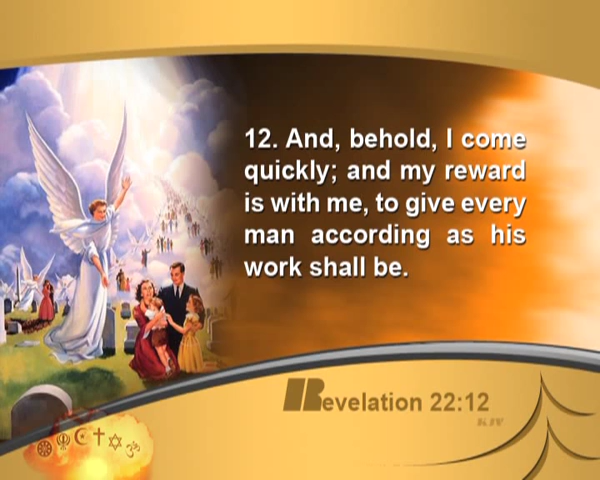 12. And, behold, I come
quickly; and my reward
is with me, to give every
man according as his
work shall be.
Revelation 22:12
KJV